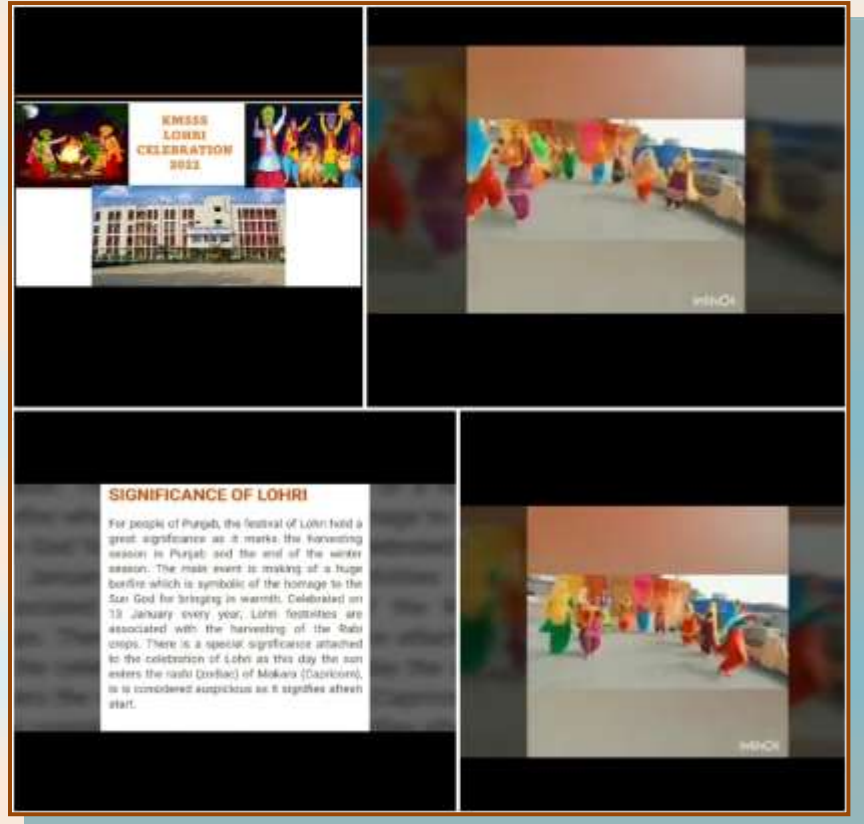 KMSSS
LOHRI
CELEBRATION
2022
InShOt
SIGNIFICANCE OF LOHRI
For people of Punjab, the festival of Lohri hold a
great significance as it marks the harvesting
season in Punjab and the end of the winter
season. The main event is making of a huge
bonfire which is symbolic of the homage to the
Sun God for bringing in warmth. Celebrated on
13 January every year, Lohri festivities are
associated with the harvesting of the Rabi
crops. There is a special significance attached
to the celebration of Lohri as this day the sun
enters the rashi (zodiac) of Makara (Capricorn),
is is considered auspicious as it signifies afresh
start.
InShOt